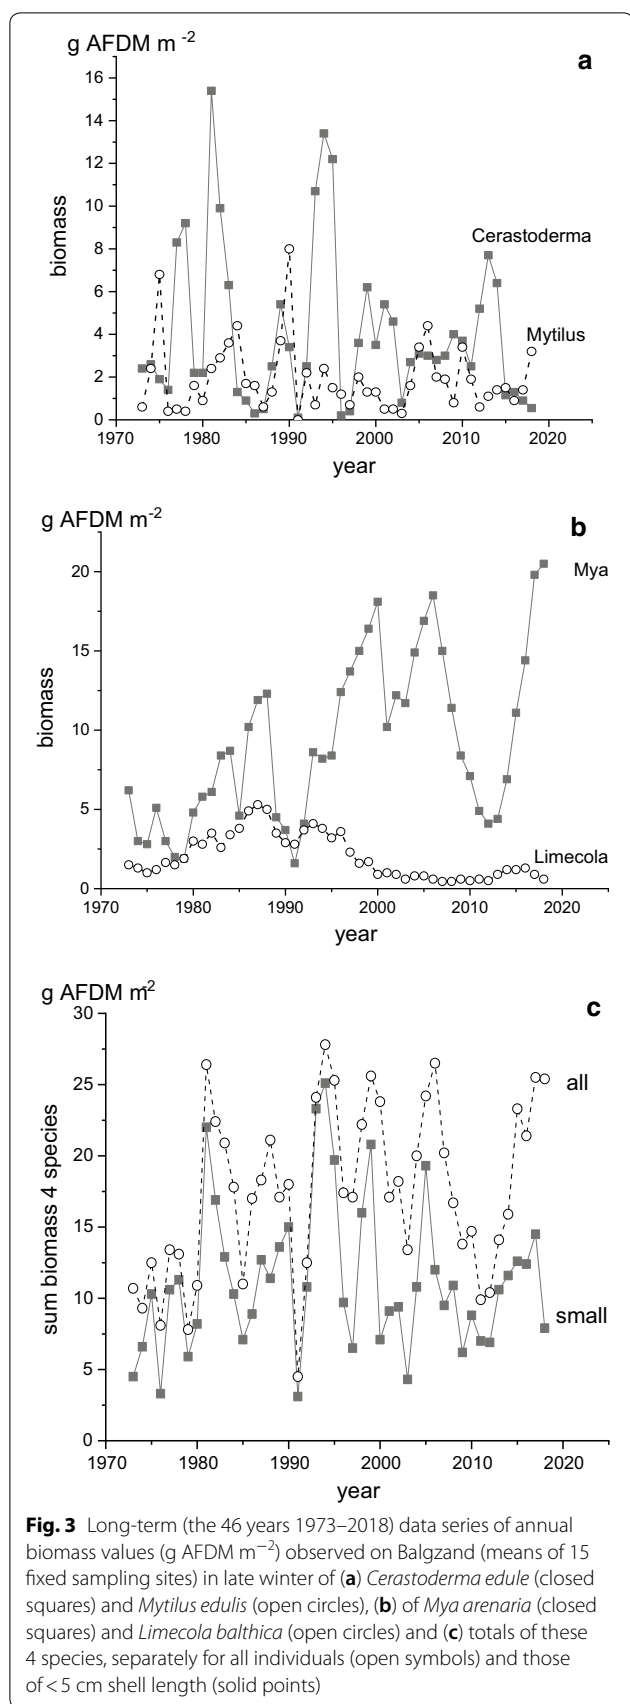 g AFDM m⁻²
a
16
14
12
10
8
6
4
2
0
biomass
Cerastoderma
Mytilus
1970 1980 1990 2000 2010 2020
year
g AFDM m⁻²
b
20
15
10
5
0
biomass
Mya
Limecola
1970 1980 1990 2000 2010 2020
year
g AFDM m⁻²
c
30
25
20
15
10
5
0
sum biomass 4 species
all
small
1970 1980 1990 2000 2010 2020
year
Fig. 3 Long-term (the 46 years 1973–2018) data series of annual
biomass values (g AFDM m⁻²) observed on Balgzand (means of 15
fixed sampling sites) in late winter of (a) Cerastoderma edule (closed
squares) and Mytilus edulis (open circles), (b) of Mya arenaria (closed
squares) and Limecola balthica (open circles) and (c) totals of these
4 species, separately for all individuals (open symbols) and those
of < 5 cm shell length (solid points)